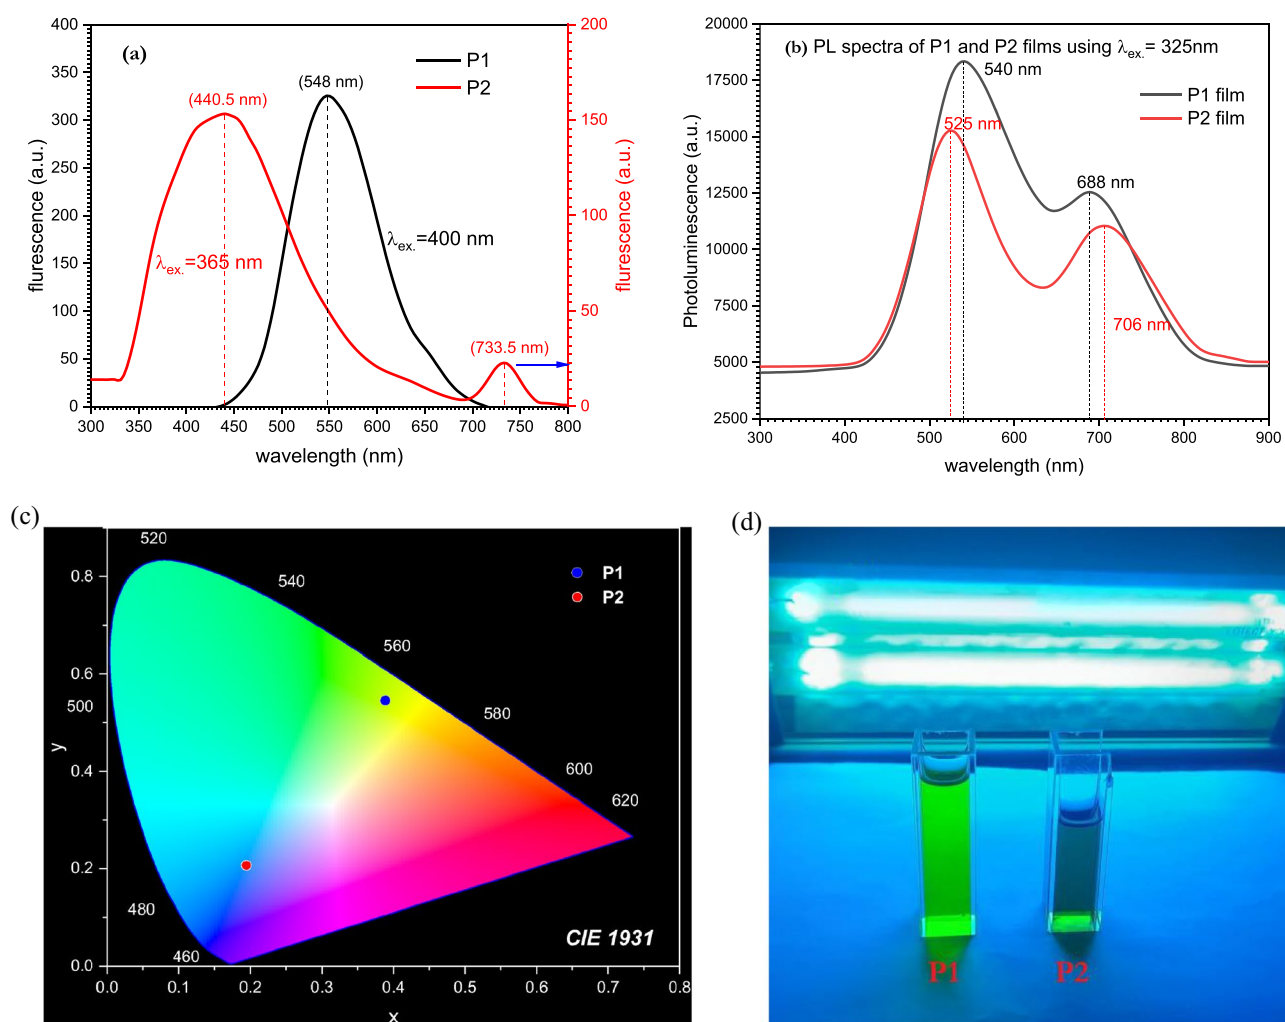 (a)
P1
P2
(440.5 nm)
(548 nm)
(733.5 nm)
λex.=365 nm
λex.=400 nm
flurescence (a.u.)
400
350
300
250
200
150
100
50
0
flurescence (a.u.)
200
150
100
50
0
300 350 400 450 500 550 600 650 700 750 800
wavelength (nm)
(b) PL spectra of P1 and P2 films using λex.= 325nm
540 nm
P1 film
P2 film
525 nm
688 nm
706 nm
Photoluminescence (a.u.)
20000
17500
15000
12500
10000
7500
5000
2500
300 400 500 600 700 800 900
wavelength (nm)
(c)
520
540
560
580
600
620
500
480
460
P1
P2
CIE 1931
y
0.8
0.6
0.4
0.2
0.0
0.0 0.1 0.2 0.3 0.4 0.5 0.6 0.7 0.8
x
(d)
P1
P2